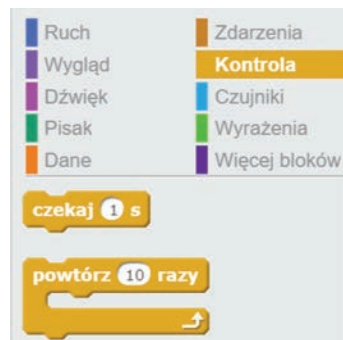 Ruch
Zdarzenia
Wygląd
Kontrola
Dźwięk
Czujniki
Pisak
Wyrażenia
Dane
Więcej bloków
czekaj 1 s
powtórz 10 razy